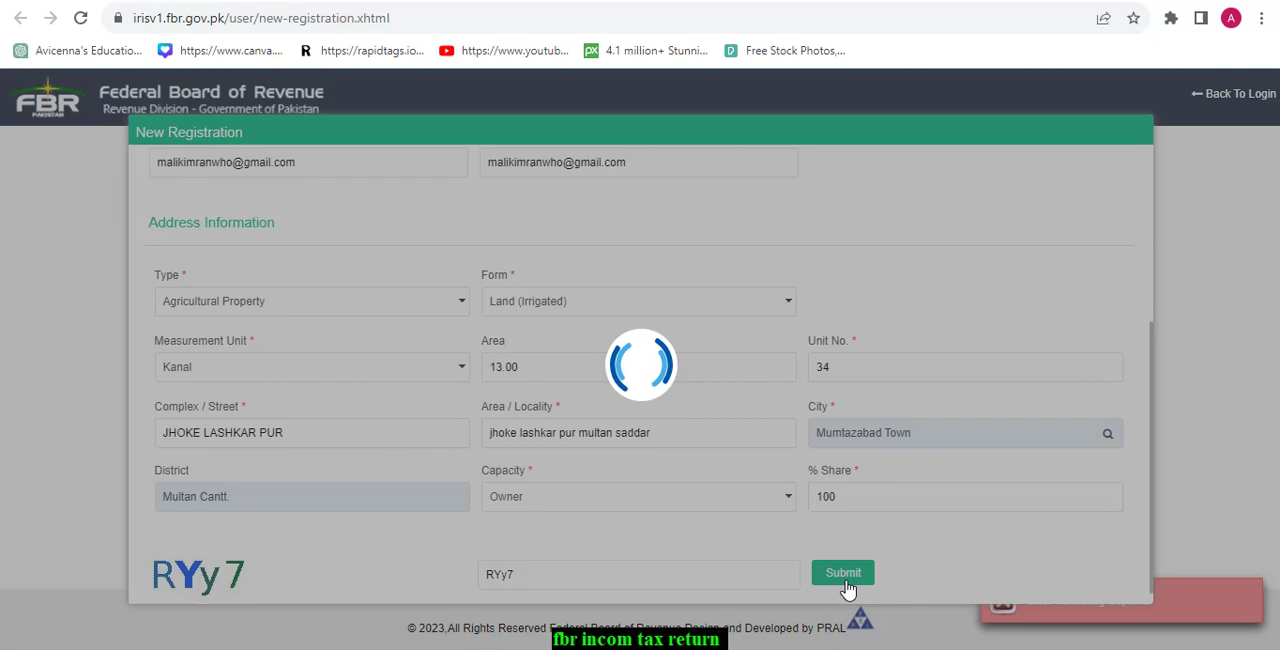 irisv1.fbr.gov.pk/user/new-registration.xhtml
A
Avicenna's Educatio... https://www.canva.... R https://rapidtags.io... https://www.youtub... px 4.1 million+ Stunni... Free Stock Photos,...
FBR PAKISTAN
Federal Board of Revenue
Revenue Division - Government of Pakistan
Back To Login
New Registration
malikimranwho@gmail.com malikimranwho@gmail.com
Address Information
Type * Form *
Agricultural Property Land (Irrigated)
Measurement Unit * Area Unit No. *
Kanal 13.00 34
Complex / Street * Area / Locality * City *
JHOKE LASHKAR PUR jhoke lashkar pur multan saddar Mumtazabad Town
District Capacity * % Share *
Multan Cantt. Owner 100
RYy7 RYy7 Submit
© 2023,All Rights Reserved Federal Board of Revenue Design and Developed by PRAL
fbr incom tax return